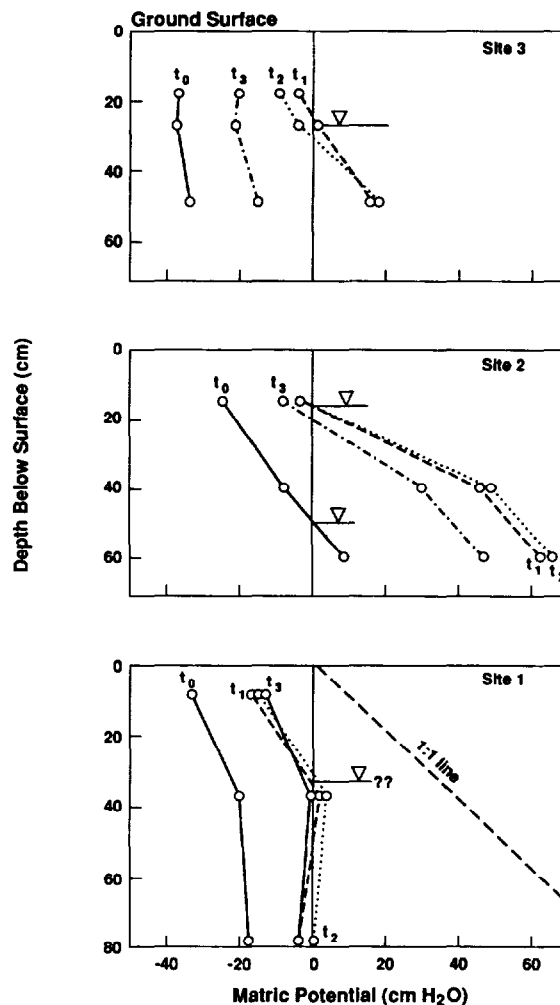 Ground Surface
0
Site 3
t0 t3 t2 t1
20
40
60
0
Site 2
t0 t3
20
40
60
t1 t
0
Site 1
t0 t1 t3
1:1 line
??
20
40
60
t2
80
-40 -20 0 20 40 60
Depth Below Surface (cm)
Matric Potential (cm H2O)